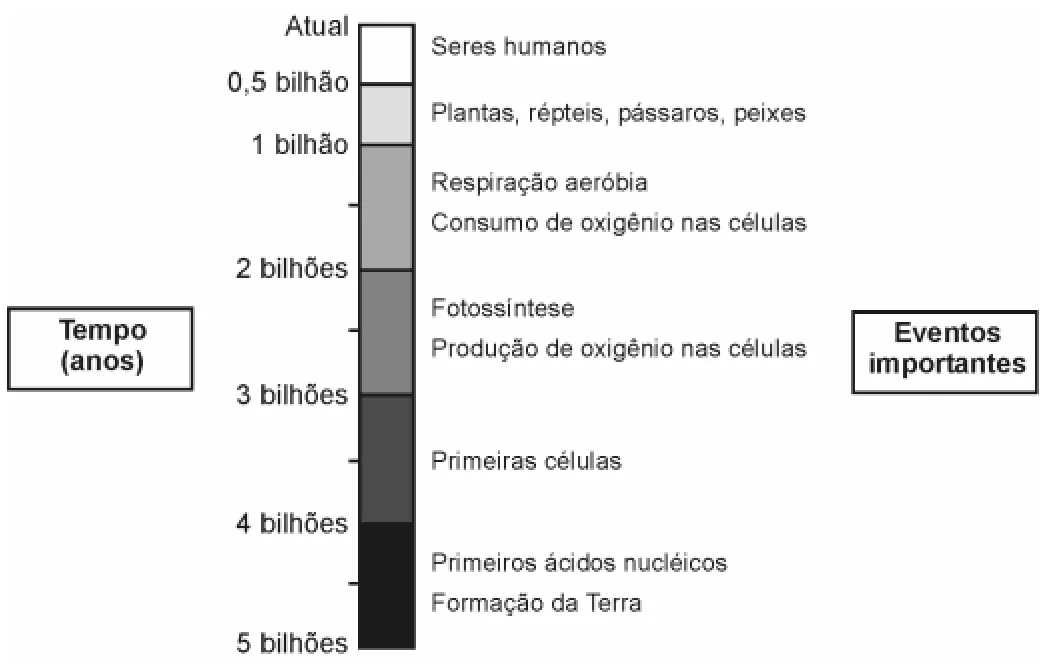 Atual
Seres humanos
0,5 bilhão
Plantas, répteis, pássaros, peixes
1 bilhão
Respiração aeróbia
Consumo de oxigênio nas células
2 bilhões
Fotossíntese
Produção de oxigênio nas células
Tempo
(anos)
Eventos
importantes
3 bilhões
Primeiras células
4 bilhões
Primeiros ácidos nucléicos
Formação da Terra
5 bilhões